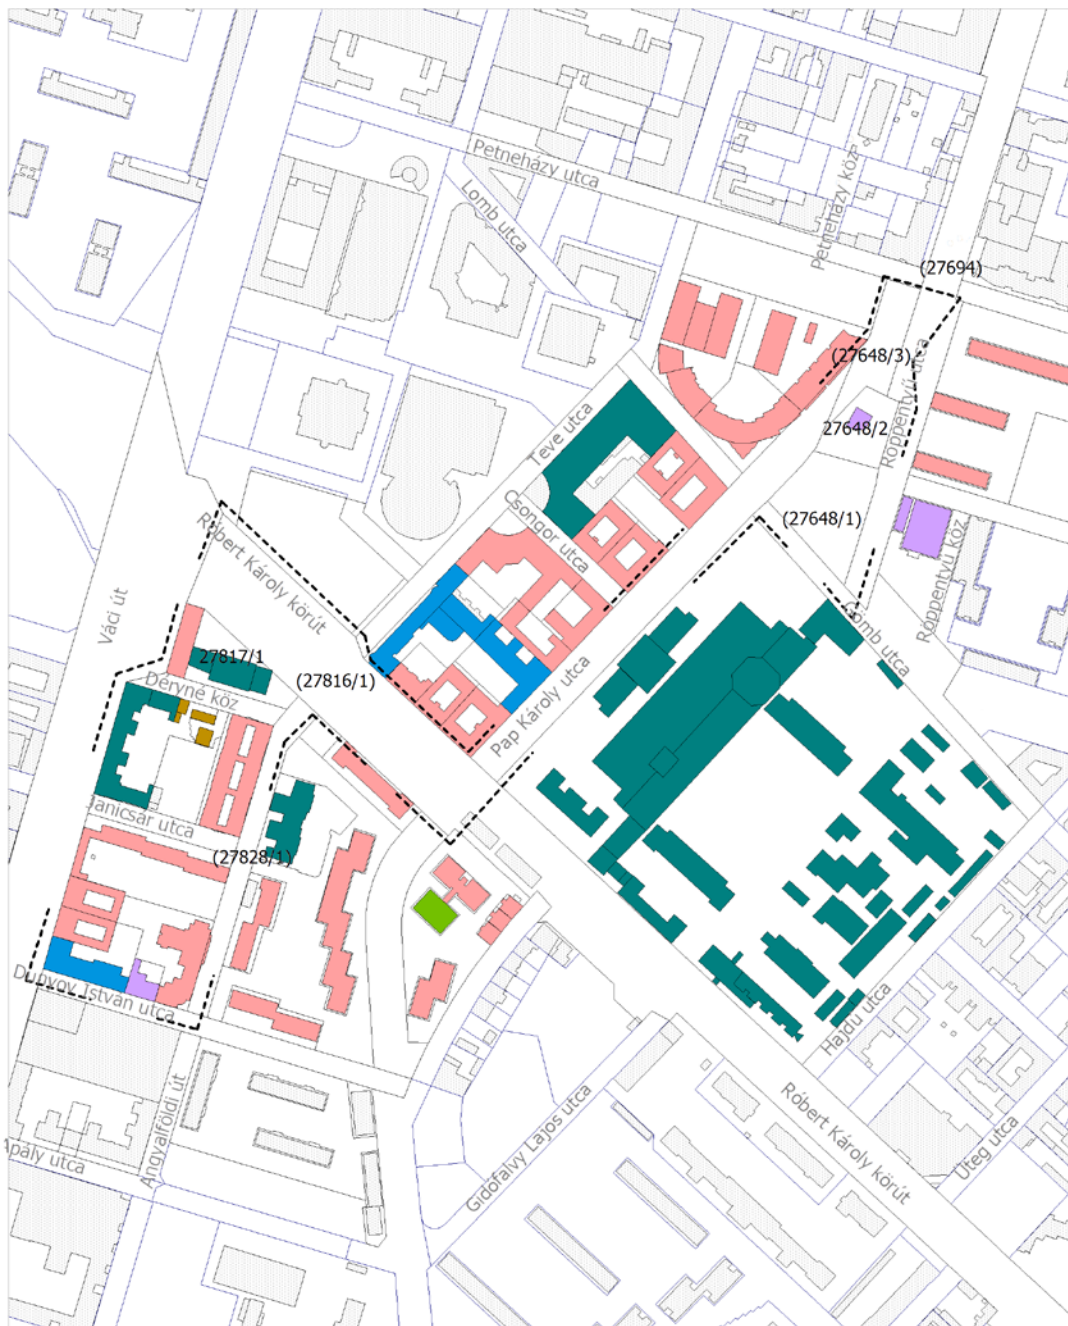 Petneházy utca
Lomb utca
Petneházy köz
(27694)
(27648/3)
Röppentyű utca
27648/2
Teve utca
Csongor utca
(27648/1)
Röppentyű köz
Róbert Károly körút
Váci út
Gömb utca
27817/1
(27816/1)
Déryné köz
Pap Károly utca
Janicsár utca
(27828/1)
Dunyov István utca
Hajdú utca
Angyalföldi út
Apály utca
Gidófalvy Lajos utca
Róbert Károly körút
Üteg utca